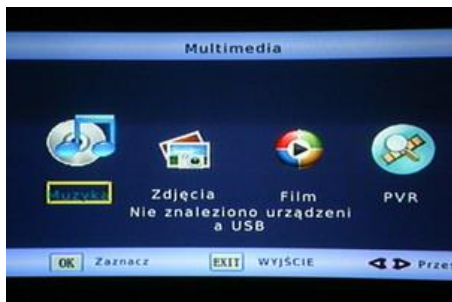 Multimedia
Muzyka Zdjęcia Film PVR
Nie znaleziono urządzeni
a USB
OK Zaznacz EXIT WYJŚCIE